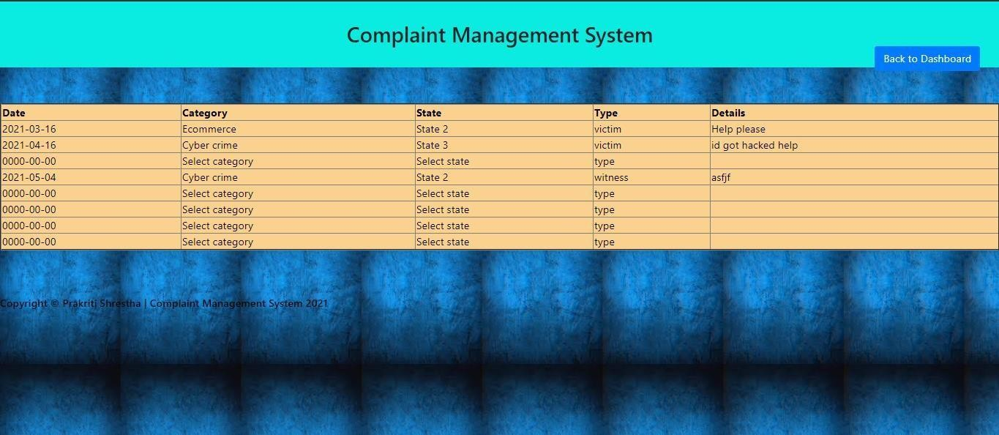 Complaint Management System
Back to Dashboard
Date Category State Type Details
2021-03-16 Ecommerce State 2 victim Help please
2021-04-16 Cyber crime State 3 victim id got hacked help
0000-00-00 Select category Select state type
2021-05-04 Cyber crime State 2 witness asfjf
0000-00-00 Select category Select state type
0000-00-00 Select category Select state type
0000-00-00 Select category Select state type
0000-00-00 Select category Select state type
Copyright © Prakriti Shrestha | Complaint Management System 2021